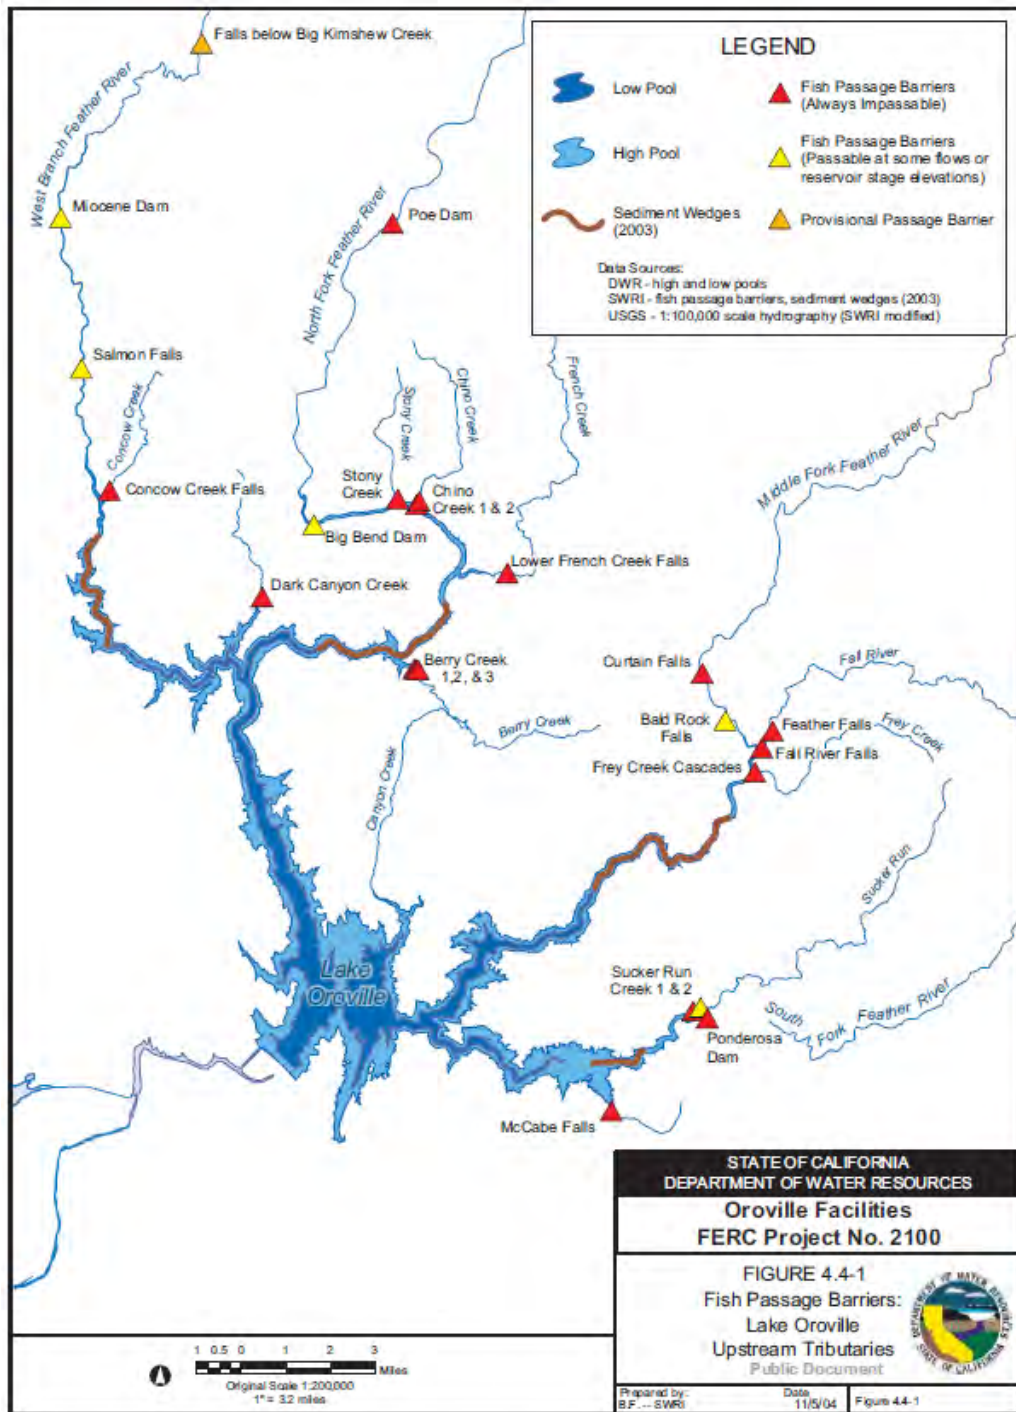 Falls below Big Kimshew Creek
West Branch Feather River
Miocene Dam
Salmon Falls
Concow Creek
Concow Creek Falls
Dark Canyon Creek
North Fork Feather River
Poe Dam
Stony Creek
Chino Creek
French Creek
Stony
Creek
Chino
Creek 1 & 2
Big Bend Dam
Lower French Creek Falls
Berry Creek
1,2, & 3
Berry Creek
Canyon Creek
Middle Fork Feather River
Curtain Falls
Bald Rock
Falls
Fall River
Feather Falls
Frey Creek
Fall River Falls
Frey Creek Cascades
Sucker Run
Lake
Oroville
Sucker Run
Creek 1 & 2
Ponderosa
Dam
South Fork Feather River
McCabe Falls
LEGEND
Low Pool
High Pool
Sediment Wedges
(2003)
Fish Passage Barriers
(Always Impassable)
Fish Passage Barriers
(Passable at some flows or
reservoir stage elevations)
Provisional Passage Barrier
Data Sources:
DWR - high and low pools
SWRI - fish passage barriers, sediment wedges (2003)
USGS - 1:100,000 scale hydrography (SWRI modified)
1 0.5 0 1 2 3
Miles
Original Scale 1:200,000
1" = 3.2 miles
STATE OF CALIFORNIA
DEPARTMENT OF WATER RESOURCES
Oroville Facilities
FERC Project No. 2100
FIGURE 4.4-1
Fish Passage Barriers:
Lake Oroville
Upstream Tributaries
Public Document
DEPARTMENT OF WATER RESOURCES
STATE OF CALIFORNIA
Prepared by:
B.F. -- SWRI
Date
11/5/04
Figure 4.4-1